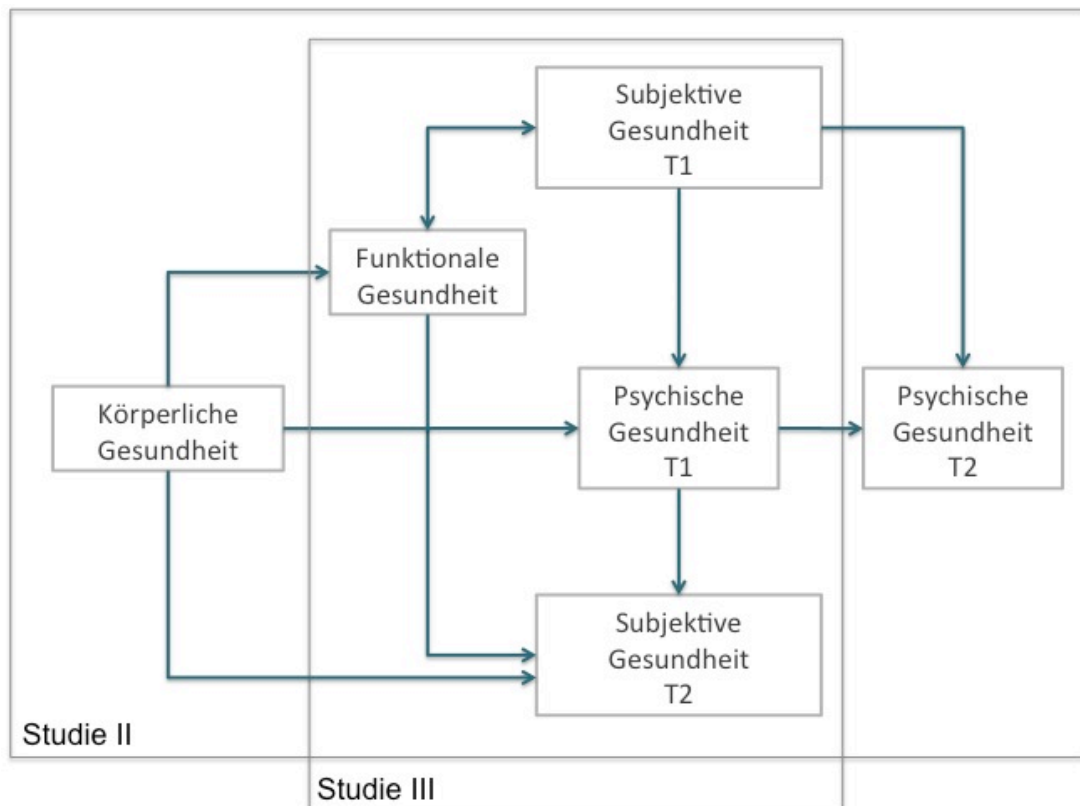 Subjektive
Gesundheit
T1
Funktionale
Gesundheit
Körperliche
Gesundheit
Psychische
Gesundheit
T1
Psychische
Gesundheit
T2
Subjektive
Gesundheit
T2
Studie II
Studie III